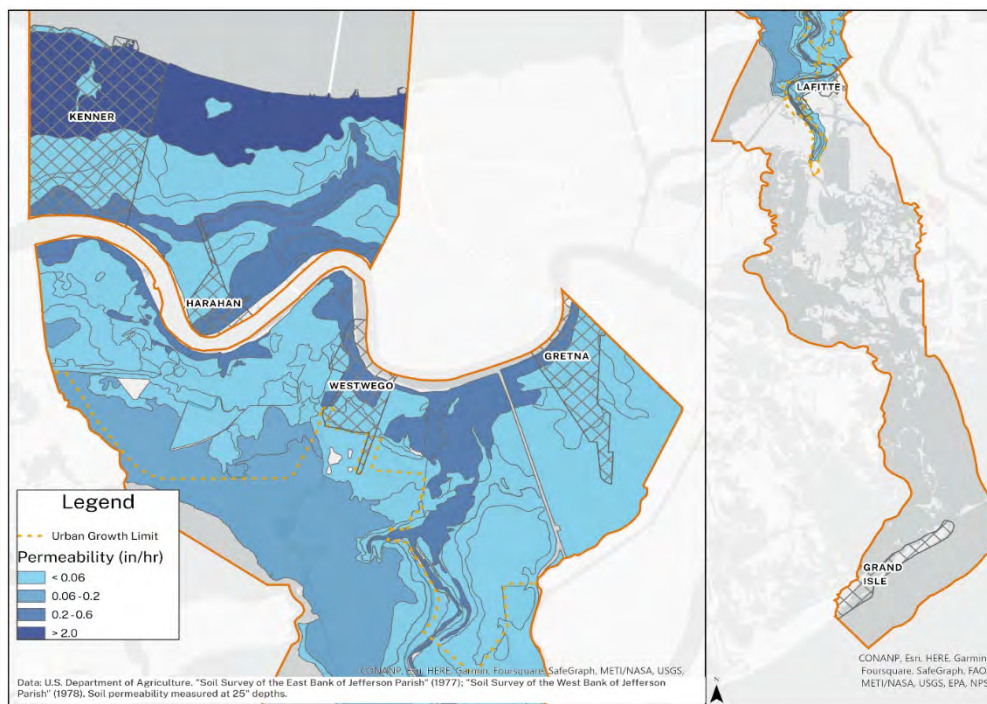 KENNER
HARAHAN
WESTWEGO
GRETNA
LAFITTE
GRAND
ISLE
Legend
Urban Growth Limit
Permeability (in/hr)
< 0.06
0.06 - 0.2
0.2 - 0.6
> 2.0
CONANP, Esri, HERE, Garmin, Foursquare, SafeGraph, METI/NASA, USGS,
Data: U.S. Department of Agriculture. "Soil Survey of the East Bank of Jefferson Parish" (1977); "Soil Survey of the West Bank of Jefferson
Parish" (1978). Soil permeability measured at 25" depths.
N
CONANP, Esri, HERE, Garmin,
Foursquare, SafeGraph, FAO,
METI/NASA, USGS, EPA, NPS